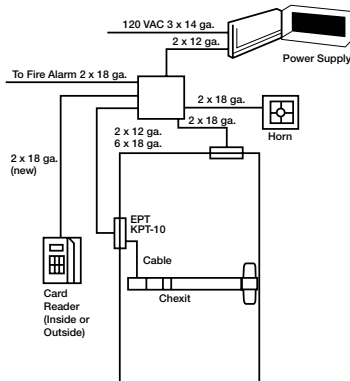 120 VAC 3 x 14 ga.
2 x 12 ga.
Power Supply
To Fire Alarm 2 x 18 ga.
2 x 18 ga.
Horn
2 x 18 ga.
2 x 12 ga.
6 x 18 ga.
2 x 18 ga.
(new)
EPT
KPT-10
Cable
Chexit
Card
Reader
(Inside or
Outside)